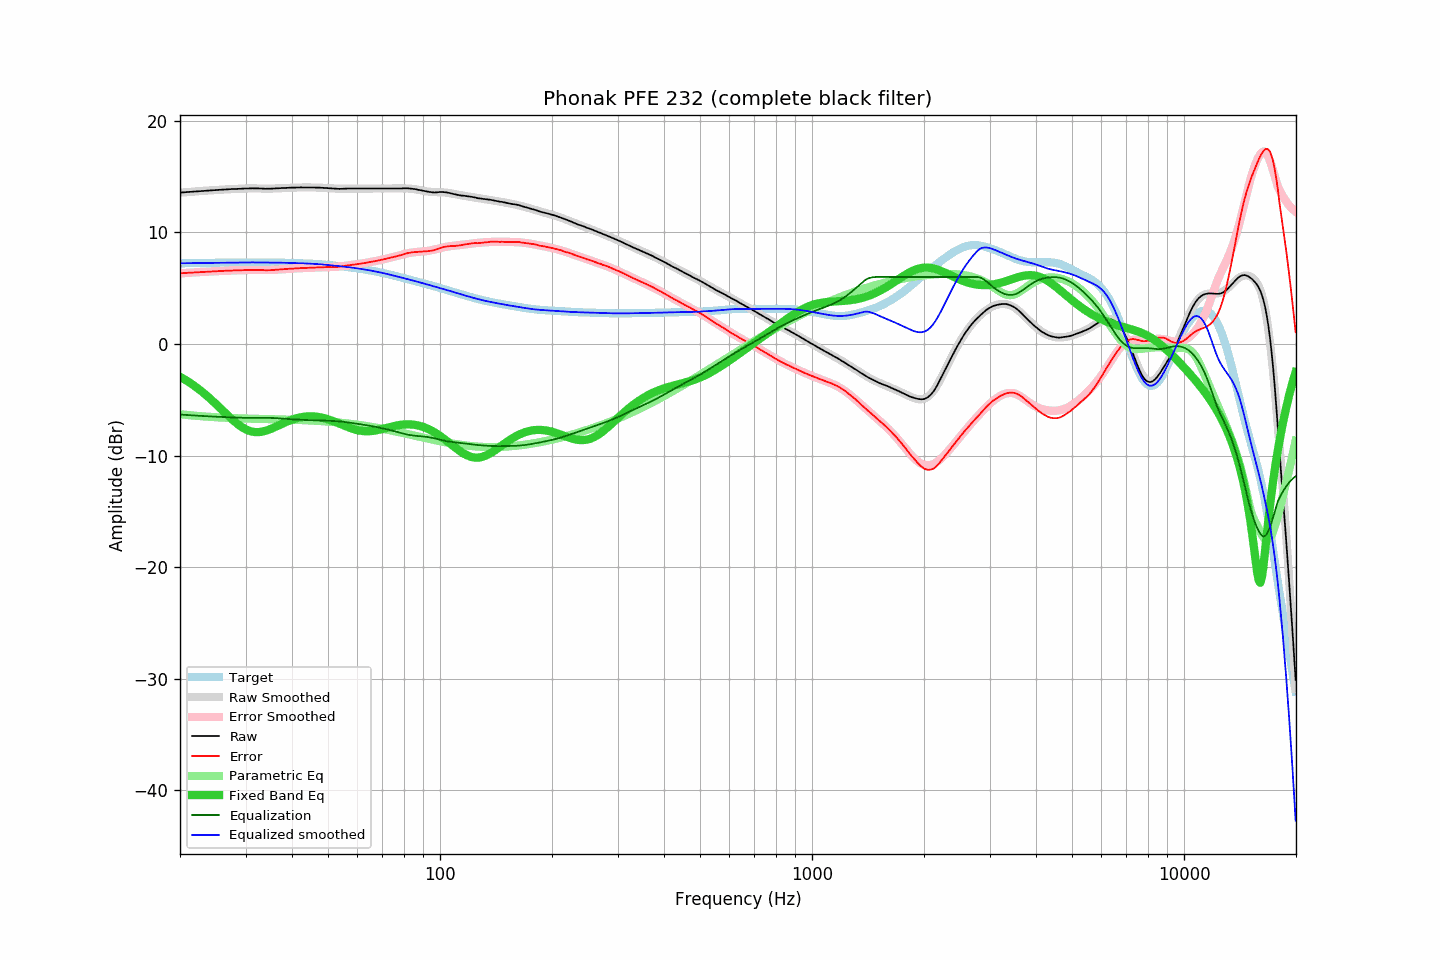 Phonak PFE 232 (complete black filter)
20
10
0
−10
−20
−30
−40
Amplitude (dBr)
Target
Raw Smoothed
Error Smoothed
Raw
Error
Parametric Eq
Fixed Band Eq
Equalization
Equalized smoothed
100
1000
10000
Frequency (Hz)